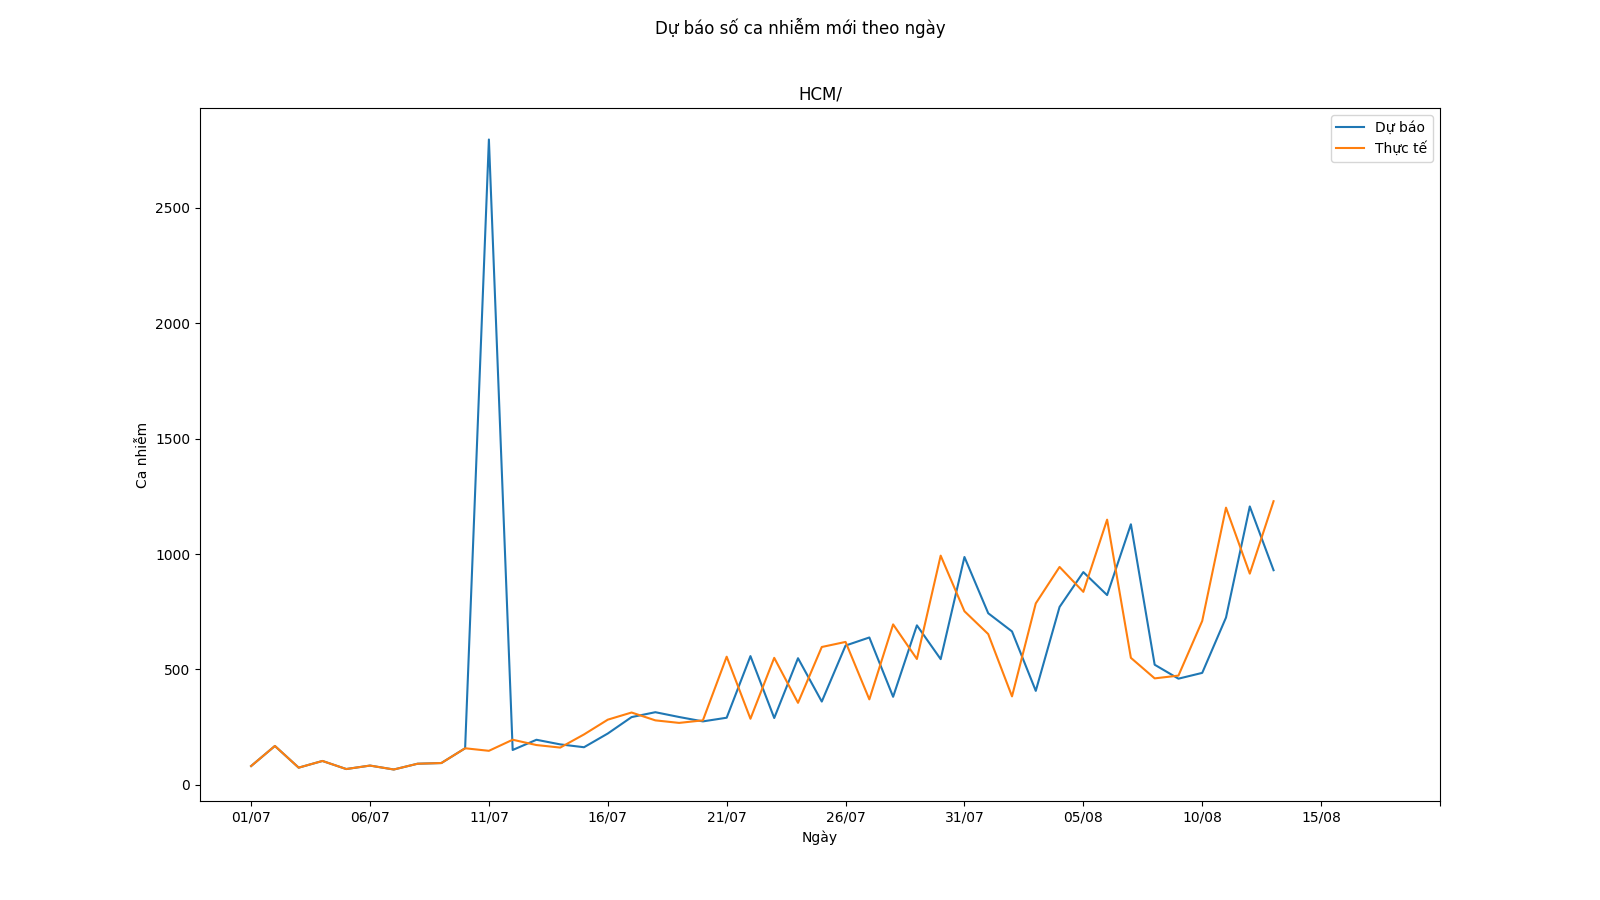 Dự báo số ca nhiễm mới theo ngày
HCM/
Dự báo
Thực tế
2500
2000
1500
1000
500
0
Ca nhiễm
01/07 06/07 11/07 16/07 21/07 26/07 31/07 05/08 10/08 15/08
Ngày